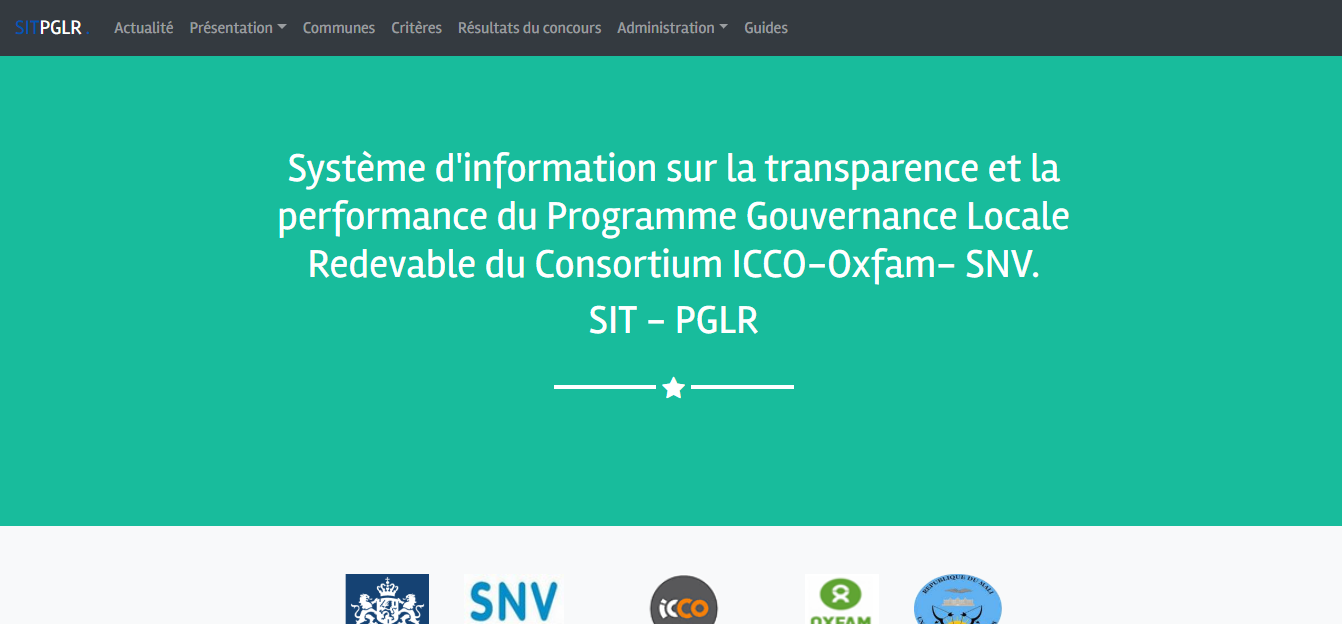 SITPGLR .
Actualité
Présentation
Communes
Critères
Résultats du concours
Administration
Guides
Système d'information sur la transparence et la
performance du Programme Gouvernance Locale
Redevable du Consortium ICCO-Oxfam- SNV.
SIT - PGLR
SNV
icco
OXFAM
REPUBLIQUE DU MALI